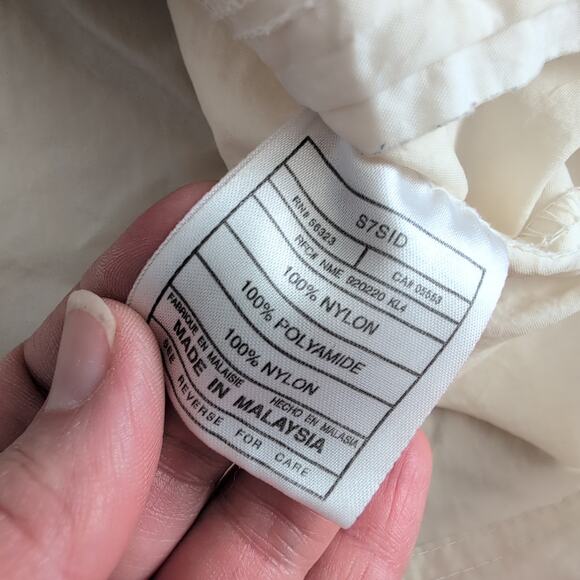 S7SID
RN# 56323 CA# 05553
RFC# NME 920220 KL4
100% NYLON
100% POLYAMIDE
100% NYLON
FABRIQUÉ EN MALAISIE HECHO EN MALASIA
MADE IN MALAYSIA
SEE REVERSE FOR CARE